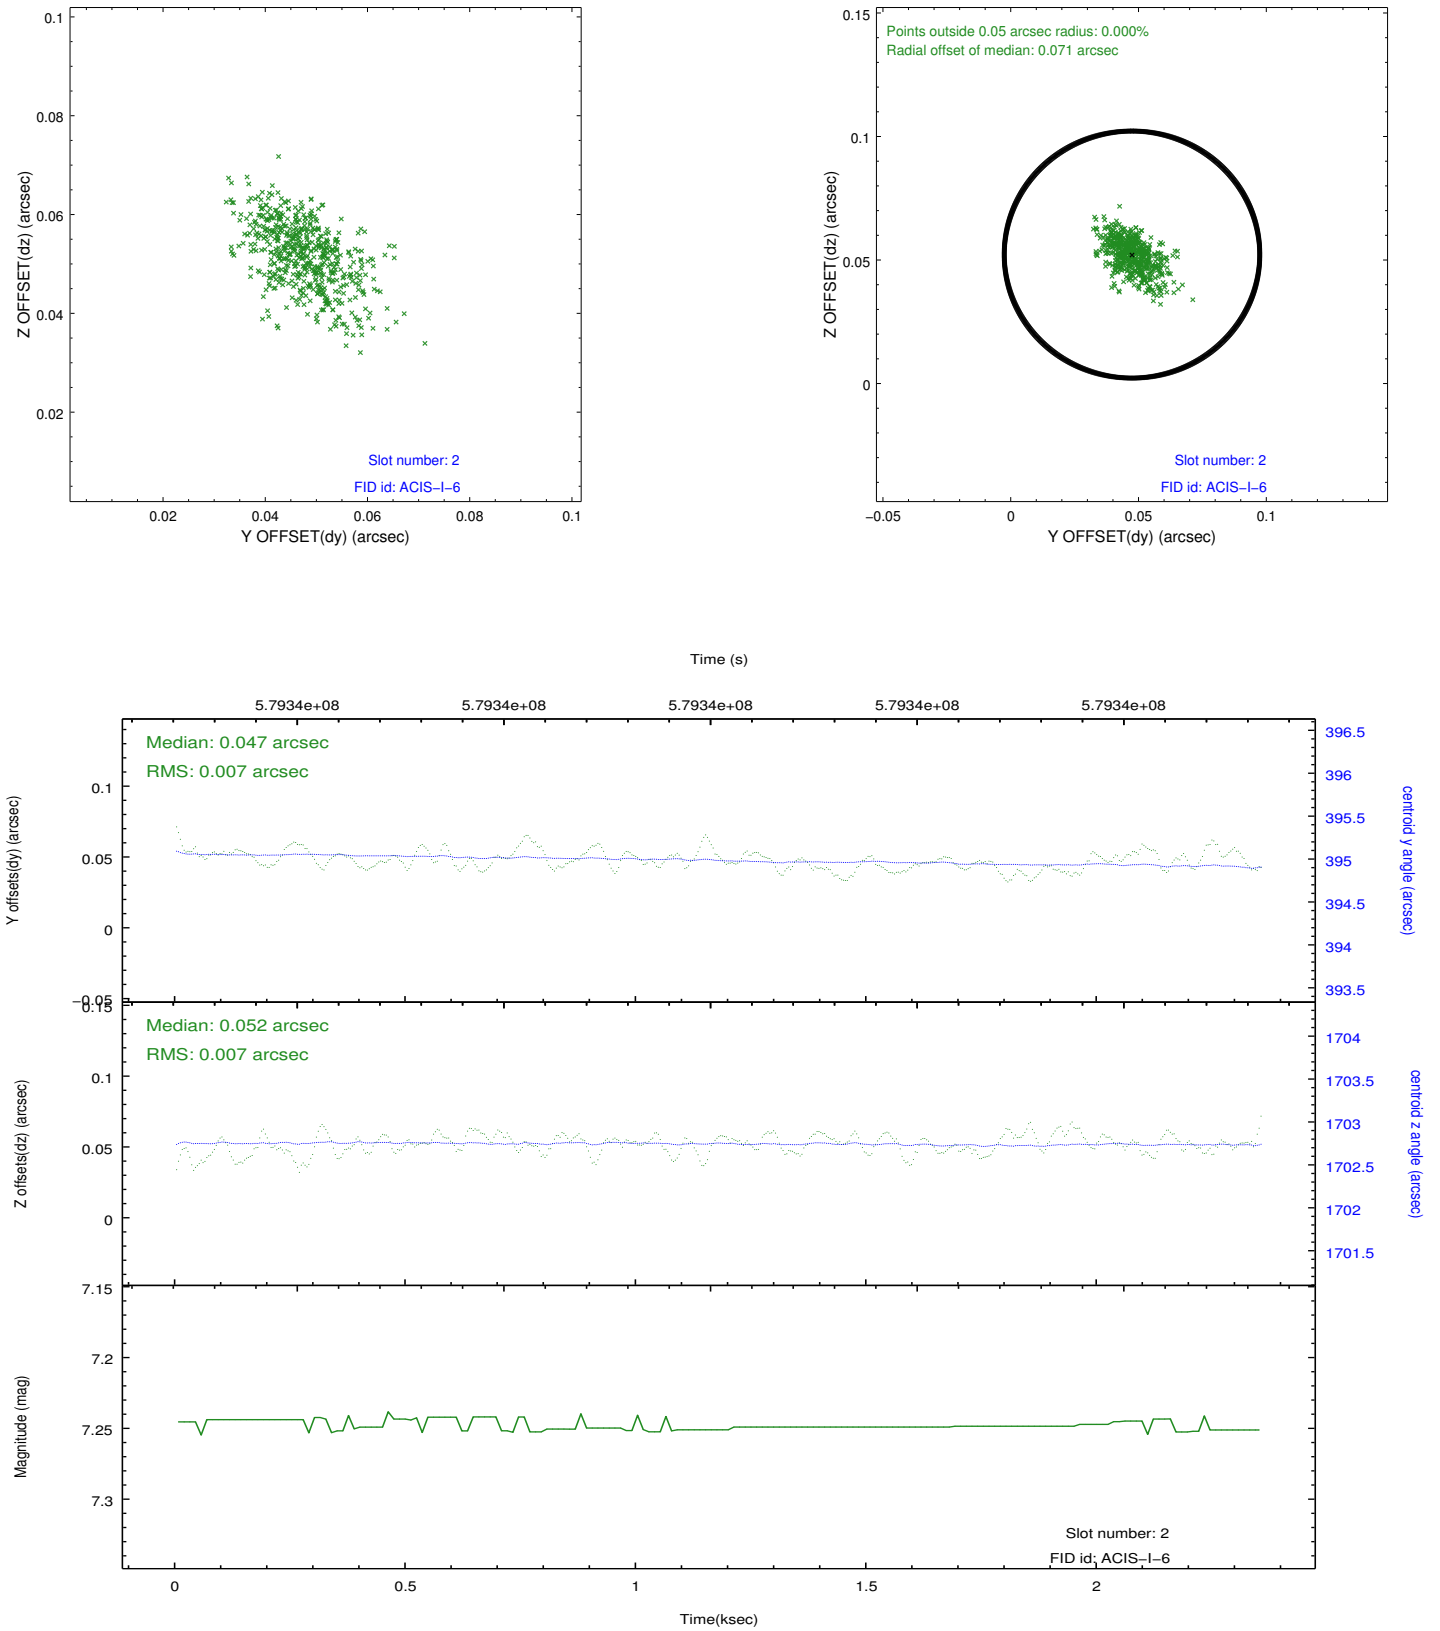 0.1
0.08
0.06
0.04
0.02
Z OFFSET(dz) (arcsec)
Slot number: 2
FID id: ACIS−I−6
0.02
0.04
0.06
0.08
0.1
Y OFFSET(dy) (arcsec)
Points outside 0.05 arcsec radius: 0.000%
Radial offset of median: 0.071 arcsec
0.15
0.1
0.05
0
Z OFFSET(dz) (arcsec)
Slot number: 2
FID id: ACIS−I−6
−0.05
0
0.05
0.1
Y OFFSET(dy) (arcsec)
Time (s)
5.7934e+08
5.7934e+08
5.7934e+08
5.7934e+08
5.7934e+08
Median: 0.047 arcsec
RMS: 0.007 arcsec
0.1
0.05
0
−0.05
Y offsets(dy) (arcsec)
396.5
396
395.5
395
394.5
394
393.5
centroid y angle (arcsec)
Median: 0.052 arcsec
RMS: 0.007 arcsec
0.15
0.1
0.05
0
Z offsets(dz) (arcsec)
1704
1703.5
1703
1702.5
1702
1701.5
centroid z angle (arcsec)
7.15
7.2
7.25
7.3
Magnitude (mag)
Slot number: 2
FID id: ACIS−I−6
0
0.5
1
2
Time(ksec)